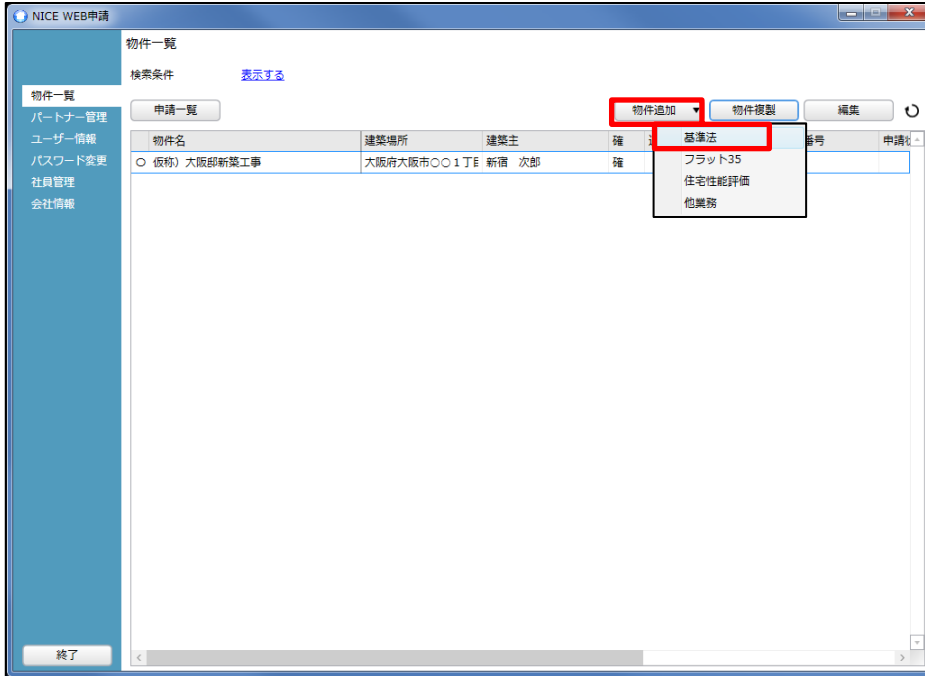 NICE WEB申請
物件一覧
検索条件 表示する
物件一覧
パートナー管理
ユーザー情報
パスワード変更
社員管理
会社情報
申請一覧 物件追加 ▼ 物件複製 編集
物件名 建築場所 建築主 確 番号
○ 仮称）大阪邸新築工事 大阪府大阪市○○１丁目 新宿 次郎 確
基準法
フラット35
住宅性能評価
他業務
終了